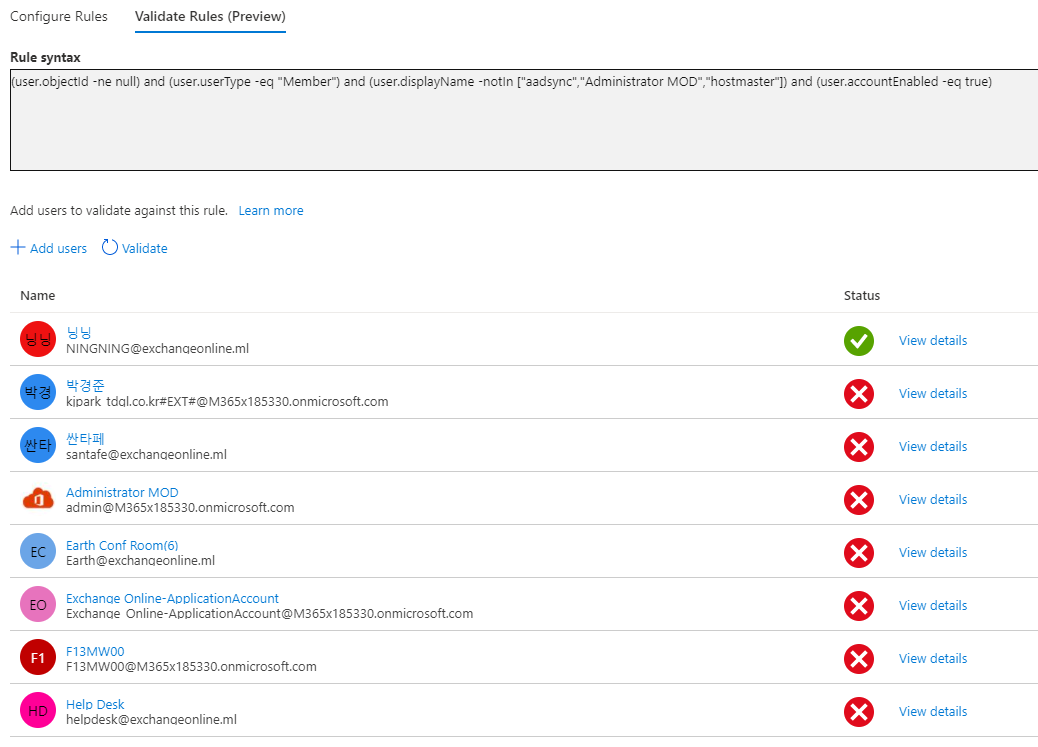 Configure Rules
Validate Rules (Preview)
Rule syntax
(user.objectId -ne null) and (user.userType -eq "Member") and (user.displayName -notIn ["aadsync","Administrator MOD","hostmaster"]) and (user.accountEnabled -eq true)
Add users to validate against this rule. Learn more
Add users
Validate
Name
Status
닝닝
닝닝
NINGNING@exchangeonline.ml
View details
박경
박경준
kjpark_tdgl.co.kr#EXT#@M365x185330.onmicrosoft.com
View details
싼타
싼타페
santafe@exchangeonline.ml
View details
Administrator MOD
admin@M365x185330.onmicrosoft.com
View details
EC
Earth Conf Room(6)
Earth@exchangeonline.ml
View details
EO
Exchange Online-ApplicationAccount
Exchange_Online-ApplicationAccount@M365x185330.onmicrosoft.com
View details
F1
F13MW00
F13MW00@M365x185330.onmicrosoft.com
View details
HD
Help Desk
helpdesk@exchangeonline.ml
View details